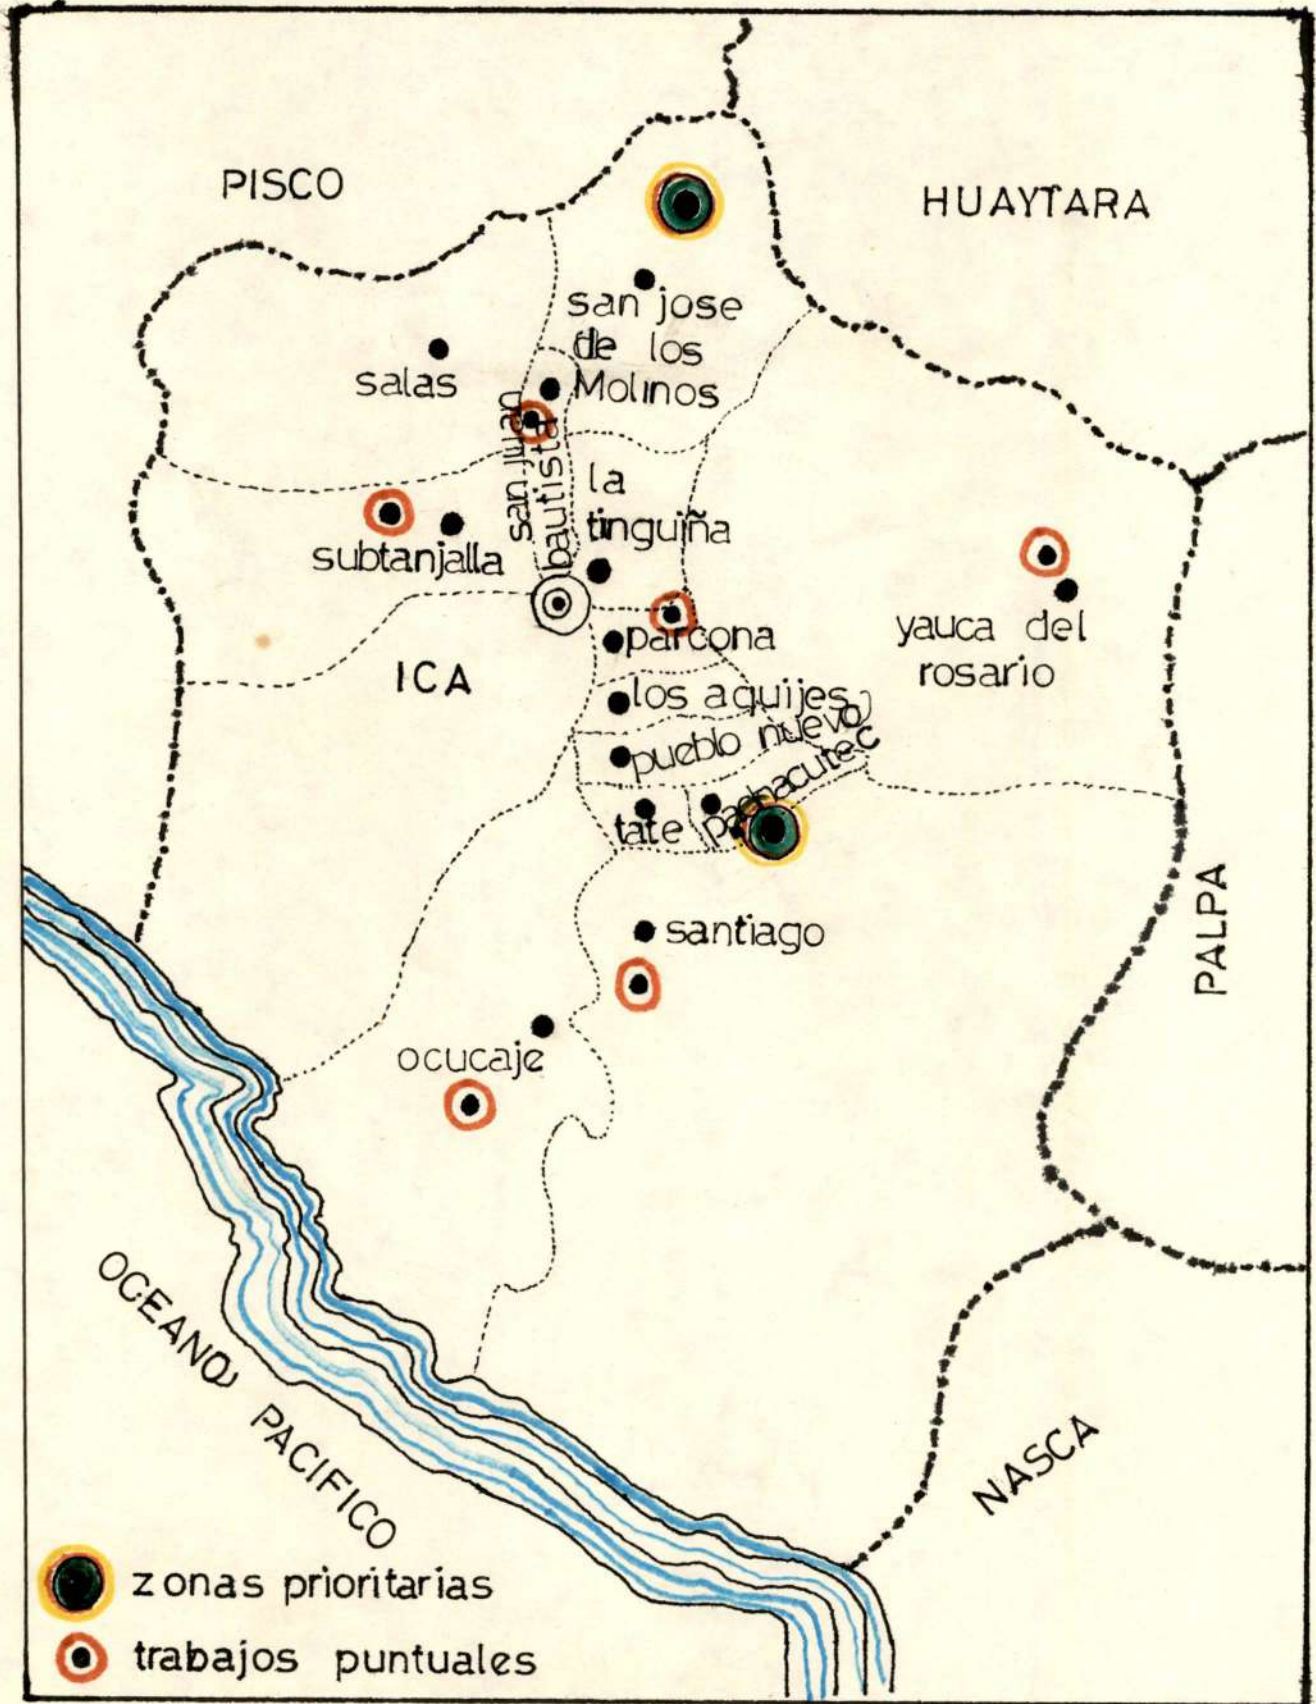 PISCO
HUAYTARA
san jose
de los
Molinos
salas
san juan
bautista
la
tinguiña
subtanjalla
parcona
yauca del
rosario
ICA
los aquijes
pueblo nuevo
pachacutec
tate
PALPA
santiago
ocucaje
OCEANO
PACIFICO
NASCA
zonas prioritarias
trabajos puntuales